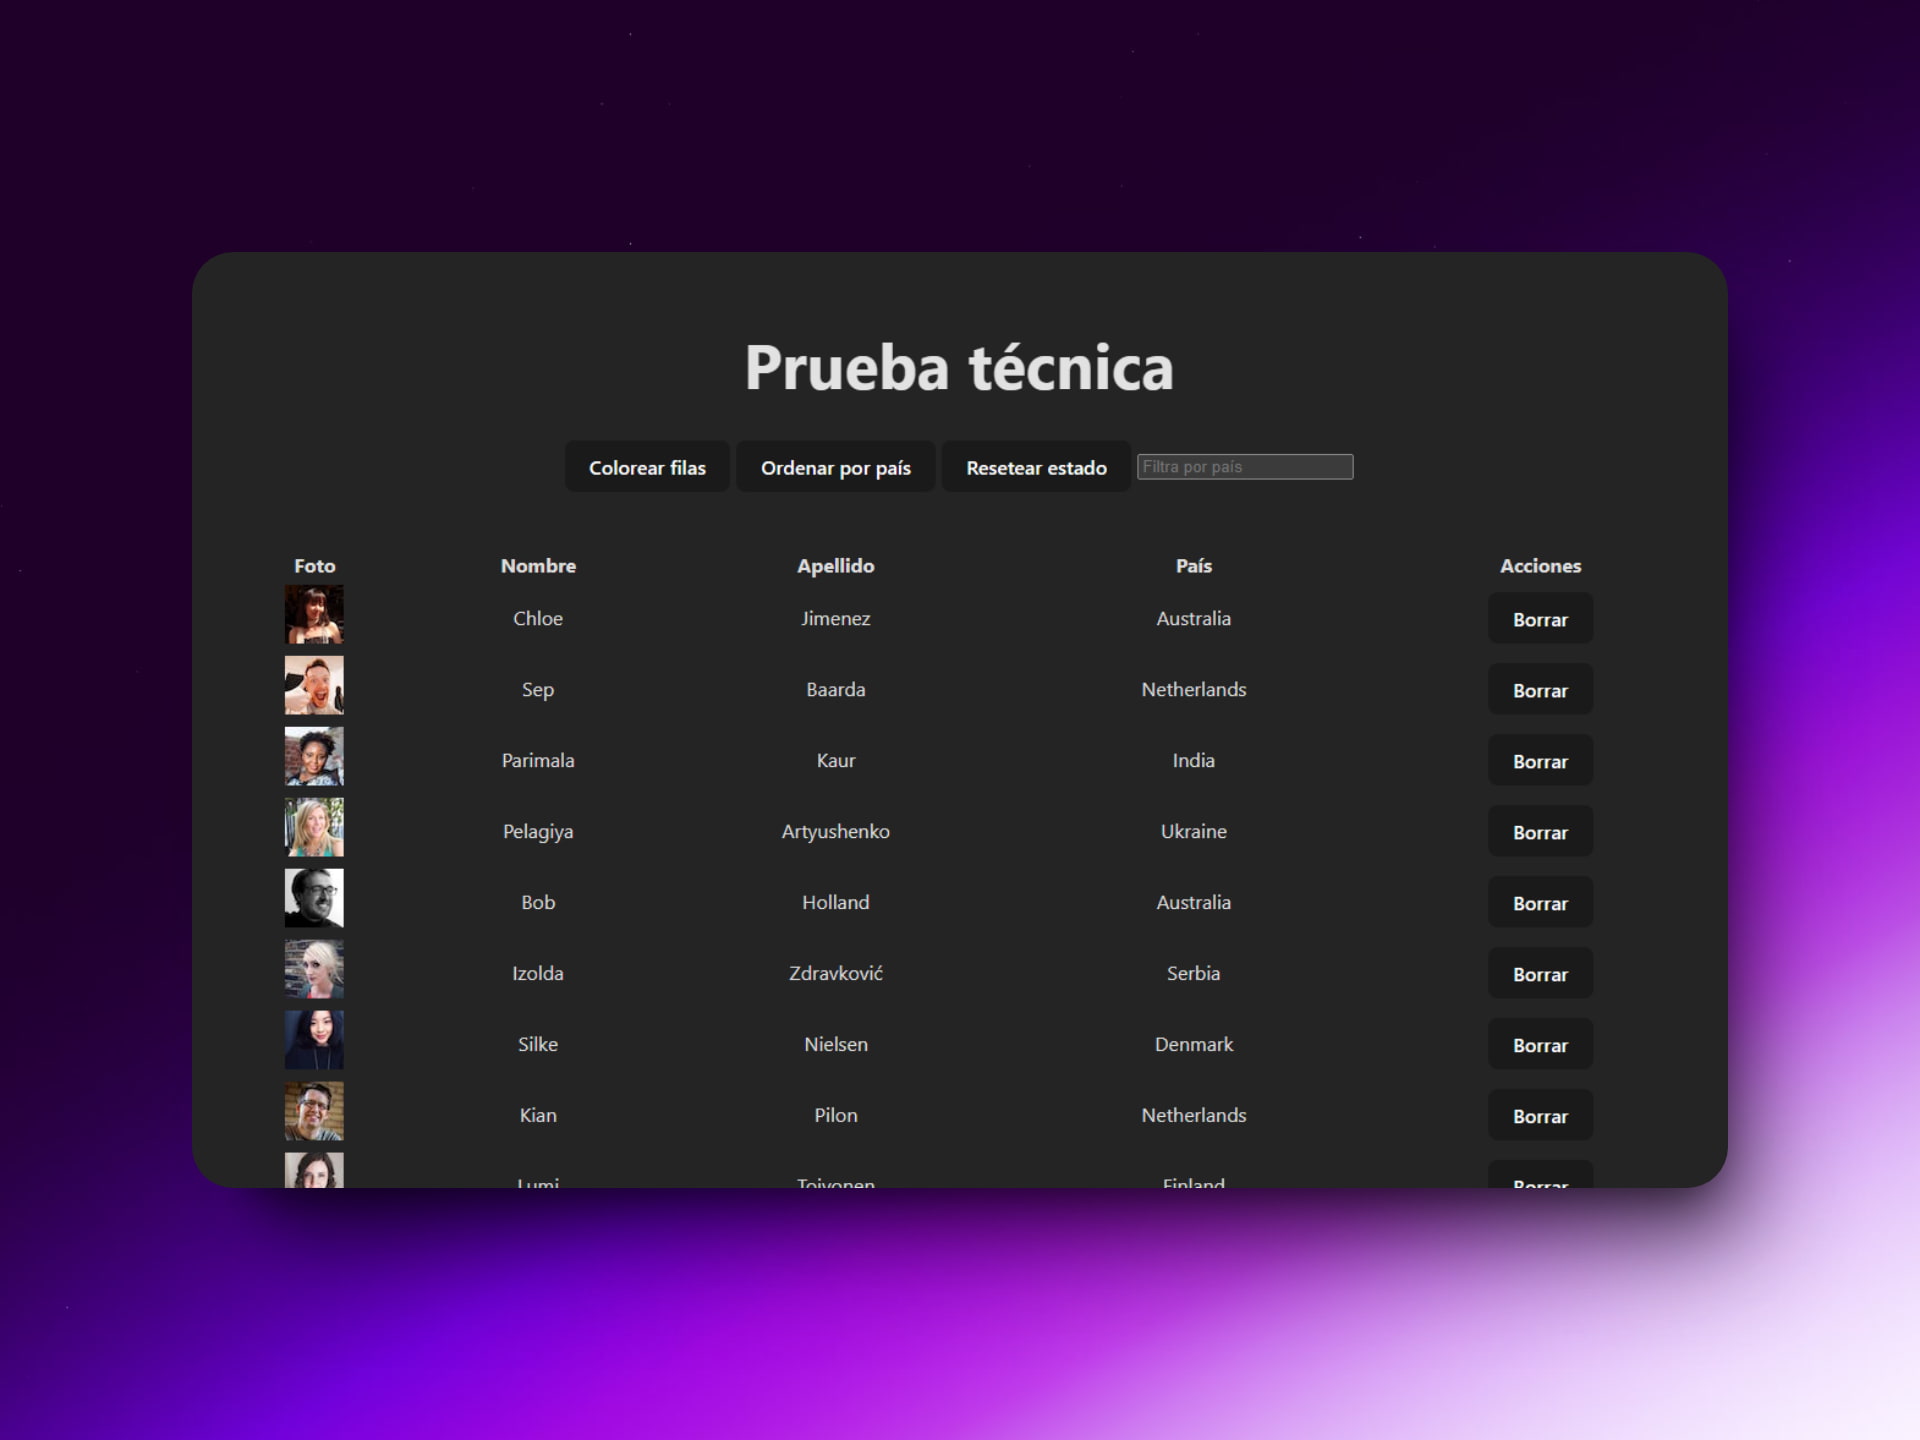 Prueba técnica
Colorear filas Ordenar por país Resetear estado Filtra por país
Foto Nombre Apellido País Acciones
Chloe Jimenez Australia Borrar
Sep Baarda Netherlands Borrar
Parimala Kaur India Borrar
Pelagiya Artyushenko Ukraine Borrar
Bob Holland Australia Borrar
Izolda Zdravković Serbia Borrar
Silke Nielsen Denmark Borrar
Kian Pilon Netherlands Borrar
Lumi Toivonen Finland Borrar